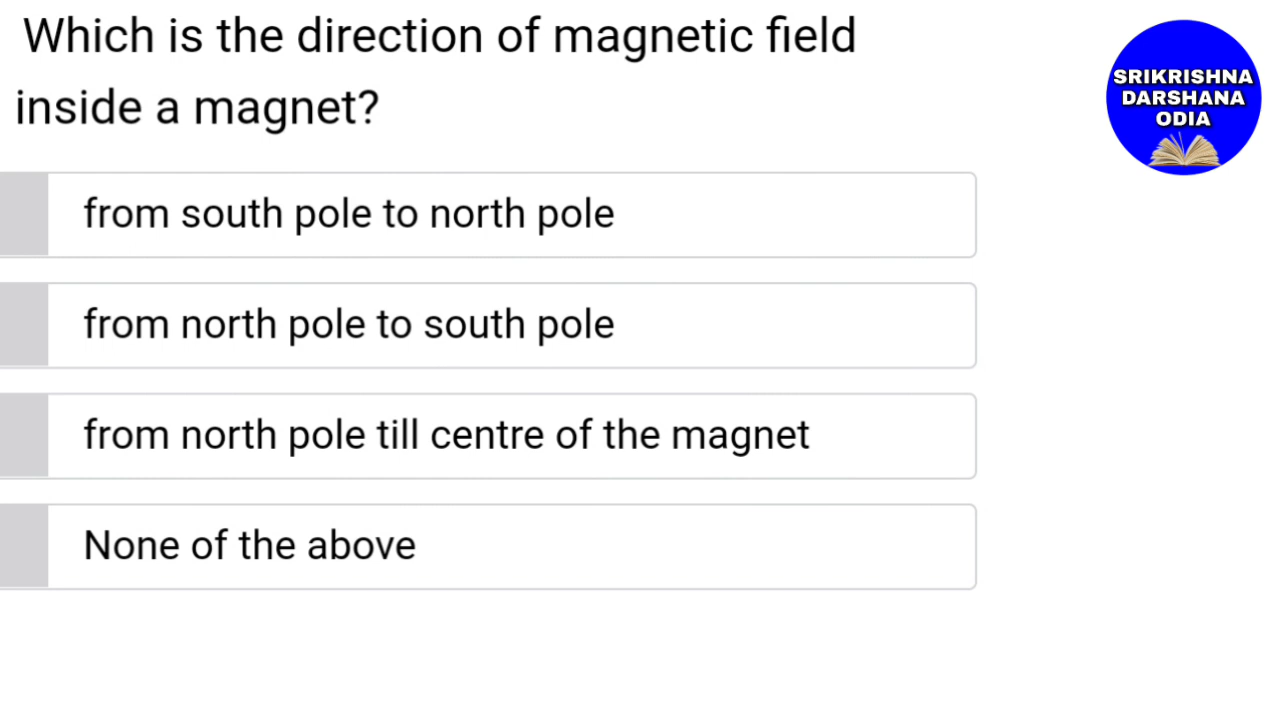 Which is the direction of magnetic field
inside a magnet?
SRIKRISHNA
DARSHANA
ODIA
from south pole to north pole
from north pole to south pole
from north pole till centre of the magnet
None of the above